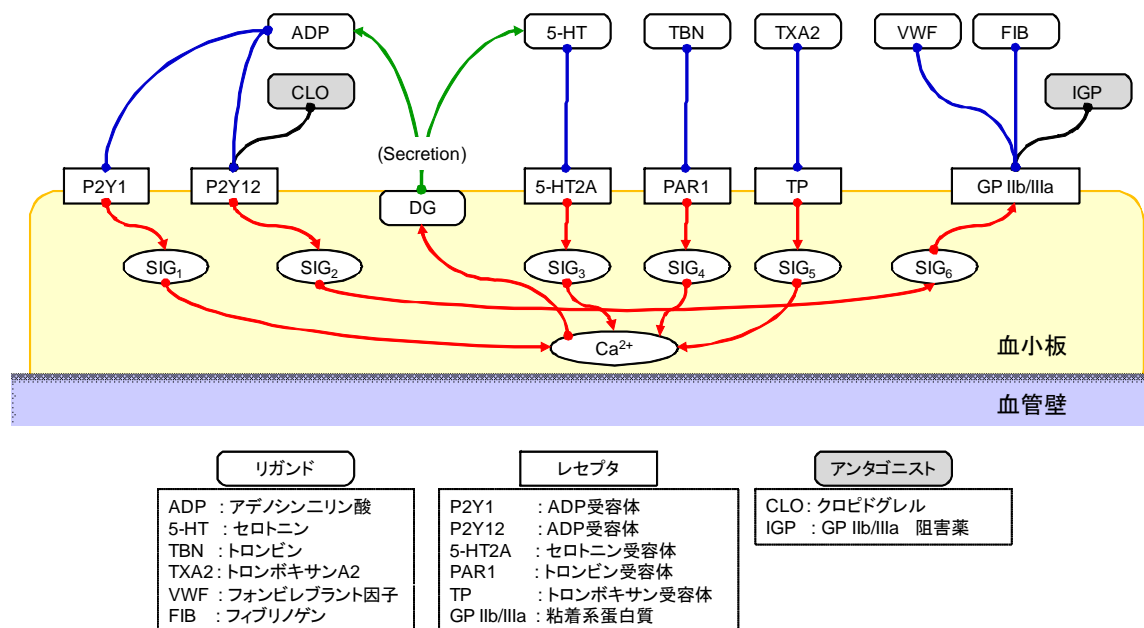 ADP
5-HT
TBN
TXA2
VWF
FIB
CLO
IGP
(Secretion)
P2Y1
P2Y12
DG
5-HT2A
PAR1
TP
GP IIb/IIIa
SIG1
SIG2
SIG3
SIG4
SIG5
SIG6
Ca2+
血小板
血管壁
リガンド
ADP :アデノシン二リン酸
5-HT :セロトニン
TBN :トロンビン
TXA2:トロンボキサンA2
VWF :フォンビレブラント因子
FIB :フィブリノゲン
レセプタ
P2Y1 :ADP受容体
P2Y12 :ADP受容体
5-HT2A :セロトニン受容体
PAR1 :トロンビン受容体
TP :トロンボキサン受容体
GP IIb/IIIa :粘着系蛋白質
アンタゴニスト
CLO:クロピドグレル
IGP :GP IIb/IIIa 阻害薬